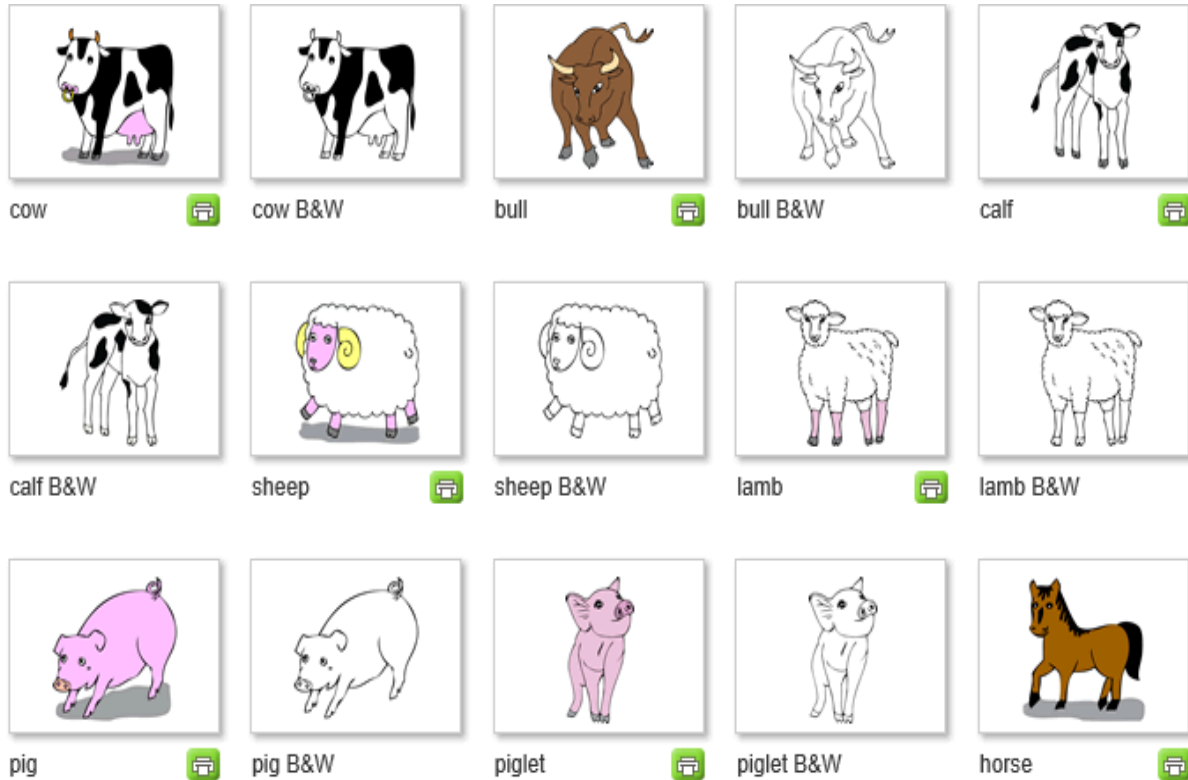 cow
cow B&W
bull
bull B&W
calf
calf B&W
sheep
sheep B&W
lamb
lamb B&W
pig
pig B&W
piglet
piglet B&W
horse